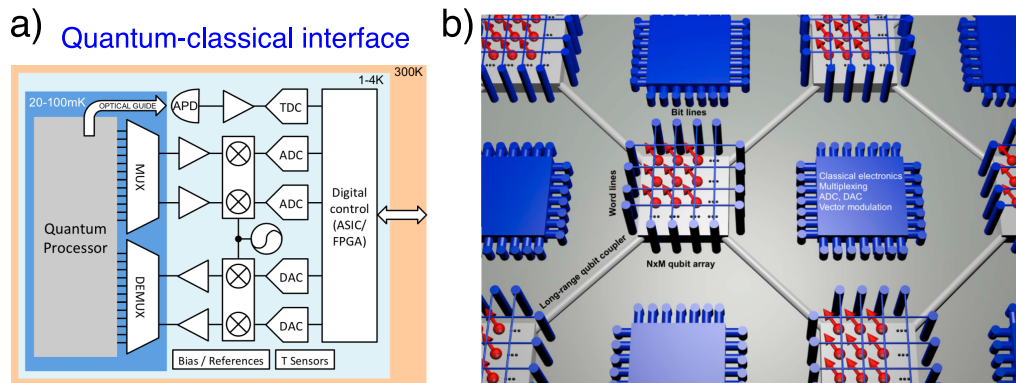 a)
Quantum-classical interface
300K
1-4K
20-100mK
OPTICAL GUIDE
APD
TDC
Quantum
Processor
MUX
ADC
ADC
Digital
control
(ASIC/
FPGA)
DEMUX
DAC
DAC
Bias / References
T Sensors
b)
Bit lines
Word lines
Classical electronics
Multiplexing
ADC, DAC
Vector modulation
Long-range qubit coupler
NxM qubit array